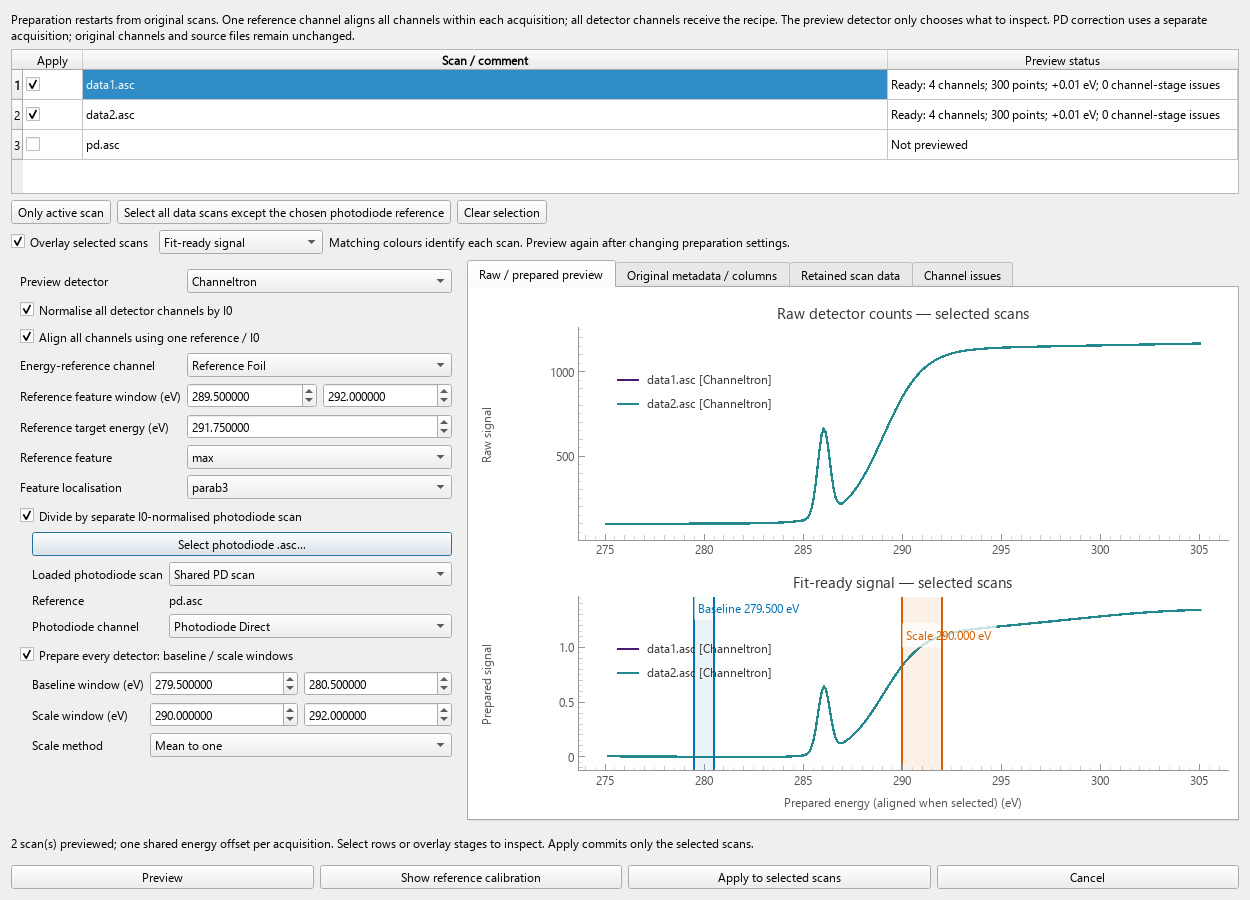 Preparation restarts from original scans. One reference channel aligns all channels within each acquisition; all detector channels receive the recipe. The preview detector only chooses what to inspect. PD correction uses a separate
acquisition; original channels and source files remain unchanged.
Apply Scan / comment Preview status
1 data1.asc Ready: 4 channels; 300 points; +0.01 eV; 0 channel-stage issues
2 data2.asc Ready: 4 channels; 300 points; +0.01 eV; 0 channel-stage issues
3 pd.asc Not previewed
Only active scan Select all data scans except the chosen photodiode reference Clear selection
Overlay selected scans Fit-ready signal Matching colours identify each scan. Preview again after changing preparation settings.
Preview detector Channeltron
Normalise all detector channels by I0
Align all channels using one reference / I0
Energy-reference channel Reference Foil
Reference feature window (eV) 289.500000 292.000000
Reference target energy (eV) 291.750000
Reference feature max
Feature localisation parab3
Divide by separate I0-normalised photodiode scan
Select photodiode .asc...
Loaded photodiode scan Shared PD scan
Reference pd.asc
Photodiode channel Photodiode Direct
Prepare every detector: baseline / scale windows
Baseline window (eV) 279.500000 280.500000
Scale window (eV) 290.000000 292.000000
Scale method Mean to one
Raw / prepared preview Original metadata / columns Retained scan data Channel issues
Raw detector counts — selected scans
Raw signal
1000
500
data1.asc [Channeltron]
data2.asc [Channeltron]
275 280 285 290 295 300 305
Fit-ready signal — selected scans
Prepared signal
1.0
0.5
0
Baseline 279.500 eV
Scale 290.000 eV
data1.asc [Channeltron]
data2.asc [Channeltron]
275 280 285 290 295 300 305
Prepared energy (aligned when selected) (eV)
2 scan(s) previewed; one shared energy offset per acquisition. Select rows or overlay stages to inspect. Apply commits only the selected scans.
Preview Show reference calibration Apply to selected scans Cancel